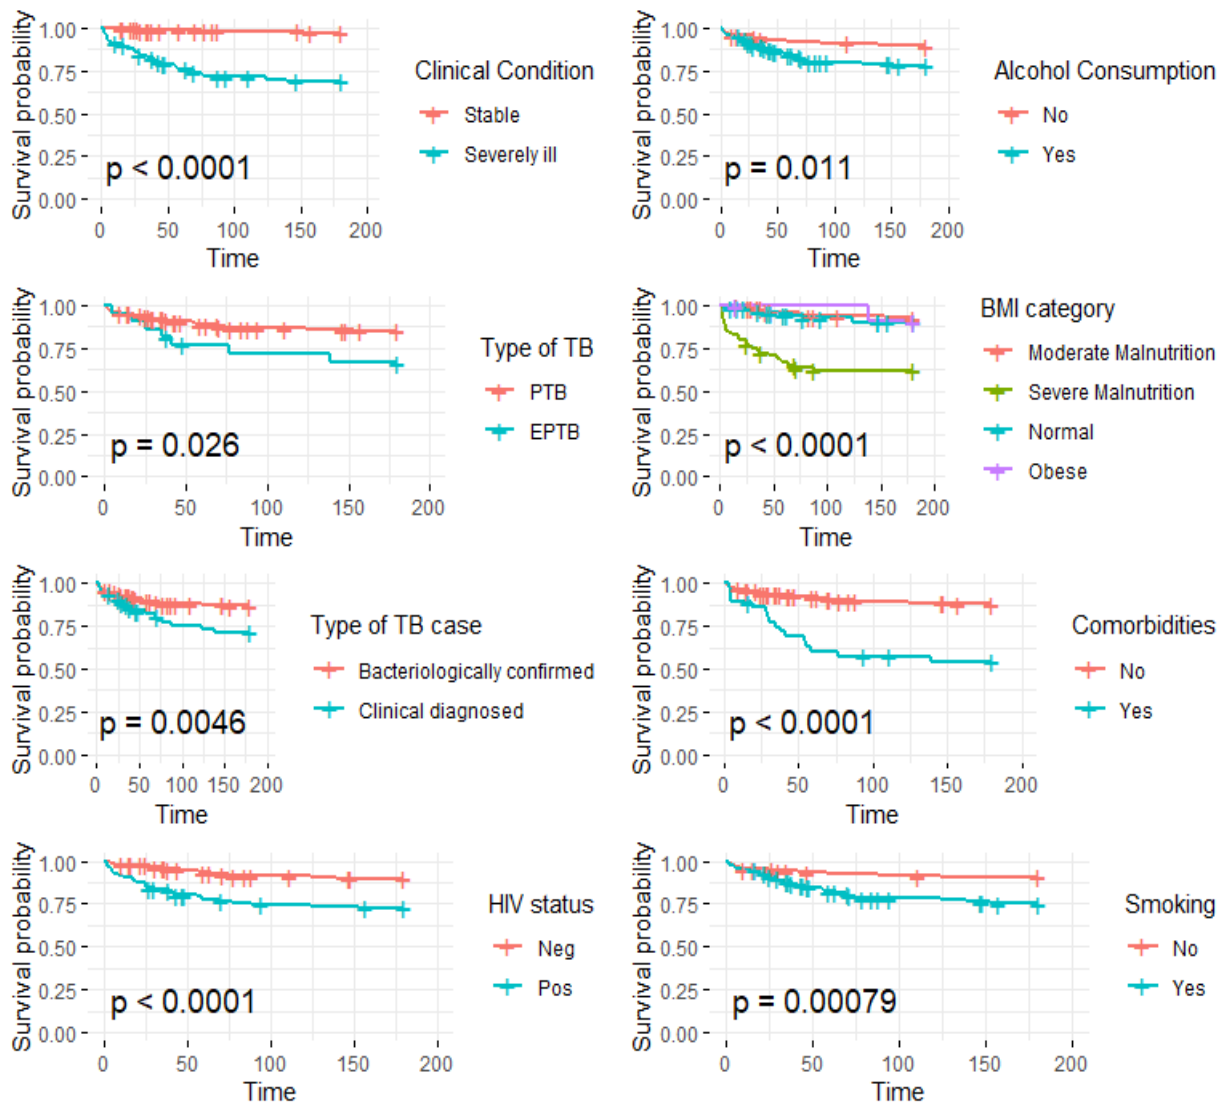 Survival probability
1.00
0.75
0.50
0.25
0.00
p < 0.0001
0 50 100 150 200
Time
Clinical Condition
Stable
Severely ill
Survival probability
1.00
0.75
0.50
0.25
0.00
p = 0.011
0 50 100 150 200
Time
Alcohol Consumption
No
Yes
Survival probability
1.00
0.75
0.50
0.25
0.00
p = 0.026
0 50 100 150 200
Time
Type of TB
PTB
EPTB
Survival probability
1.00
0.75
0.50
0.25
0.00
p < 0.0001
0 50 100 150 200
Time
BMI category
Moderate Malnutrition
Severe Malnutrition
Normal
Obese
Survival probability
1.00
0.75
0.50
0.25
0.00
p = 0.0046
0 50 100 150 200
Time
Type of TB case
Bacteriologically confirmed
Clinical diagnosed
Survival probability
1.00
0.75
0.50
0.25
0.00
p < 0.0001
0 50 100 150 200
Time
Comorbidities
No
Yes
Survival probability
1.00
0.75
0.50
0.25
0.00
p < 0.0001
0 50 100 150 200
Time
HIV status
Neg
Pos
Survival probability
1.00
0.75
0.50
0.25
0.00
p = 0.00079
0 50 100 150 200
Time
Smoking
No
Yes